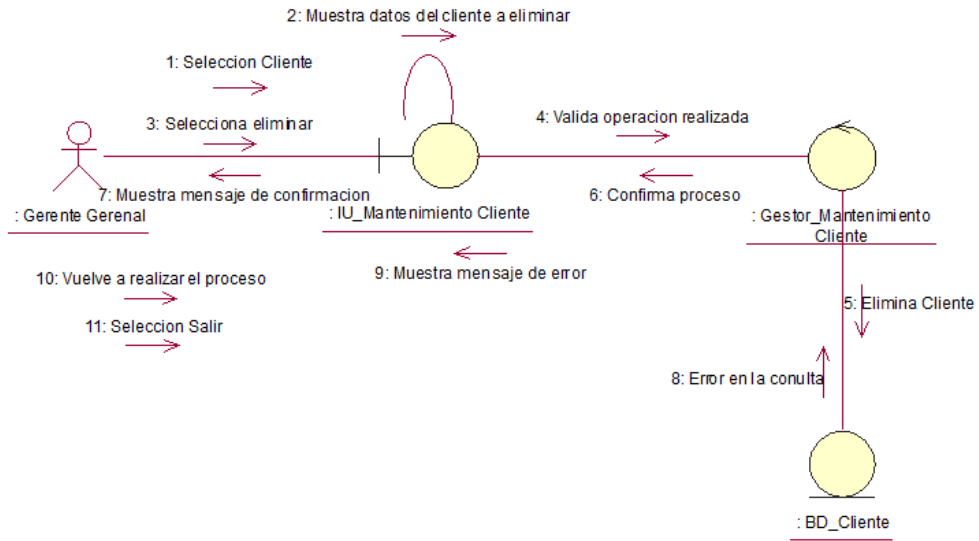 2: Muestra datos del cliente a eliminar
1: Seleccion Cliente
3: Selecciona eliminar
4: Valida operacion realizada
7: Muestra mensaje de confirmacion
6: Confirma proceso
: Gerente Gerenal
: IU_Mantenimiento Cliente
: Gestor_Mantenimiento
Cliente
9: Muestra mensaje de error
10: Vuelve a realizar el proceso
5: Elimina Cliente
11: Seleccion Salir
8: Error en la conulta
: BD_Cliente